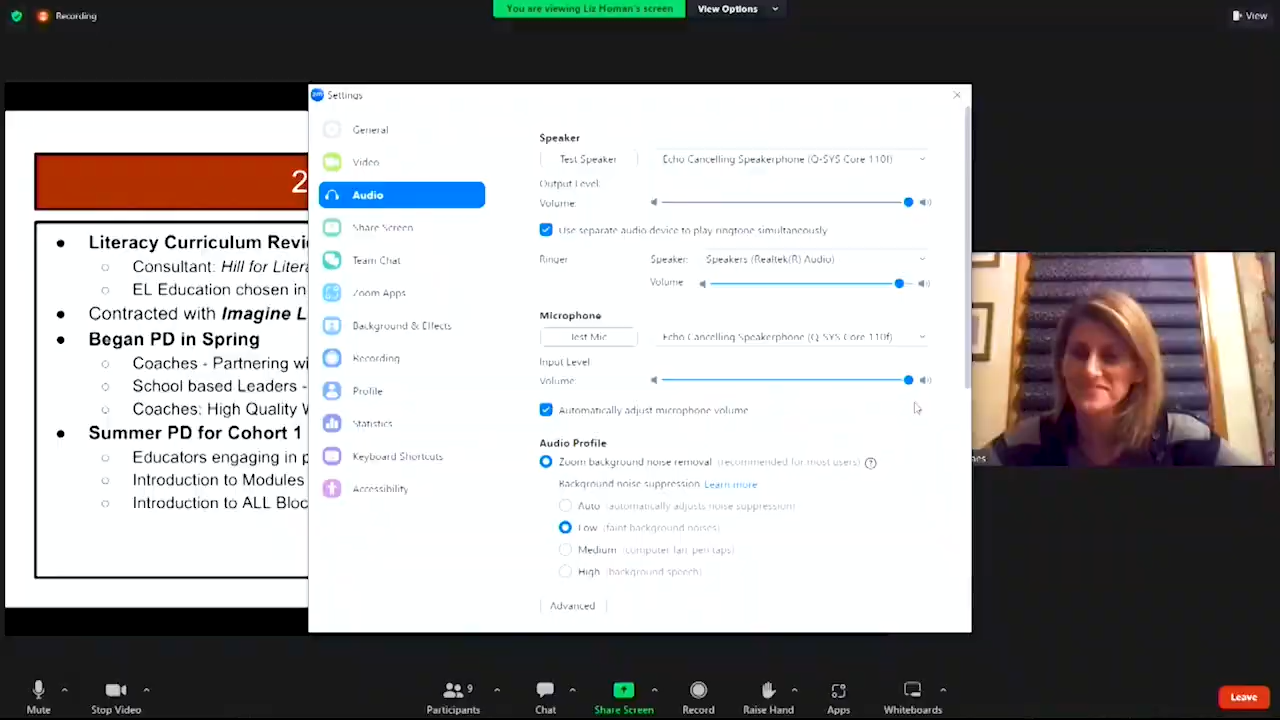 Recording
You are viewing Liz Homan's screen
View Options
View
Settings
General
Video
Audio
Share Screen
Team Chat
Zoom Apps
Background & Effects
Recording
Profile
Statistics
Keyboard Shortcuts
Accessibility
Speaker
Test Speaker
Echo Cancelling Speakerphone (Q-SYS Core 110f)
Output Level:
Volume:
Use separate audio device to play ringtone simultaneously
Ringer
Speaker:
Speakers (Realtek(R) Audio)
Volume
Microphone
Test Mic
Echo Cancelling Speakerphone (Q-SYS Core 110f)
Input Level
Volume:
Automatically adjust microphone volume
Audio Profile
Zoom background noise removal (recommended for most users)
Background noise suppression Learn more
Auto (automatically adjusts noise suppression)
Low (faint background noises)
Medium (computer fan, pen taps)
High (background speech)
Advanced
2
• Literacy Curriculum Revi
○ Consultant: Hill for Litera
○ EL Education chosen in
• Contracted with Imagine L
• Began PD in Spring
○ Coaches - Partnering wi
○ School based Leaders -
○ Coaches: High Quality
• Summer PD for Cohort 1
○ Educators engaging in p
○ Introduction to Modules
○ Introduction to ALL Bloc
Mute
Stop Video
Participants
9
Chat
Share Screen
Record
Raise Hand
Apps
Whiteboards
Leave